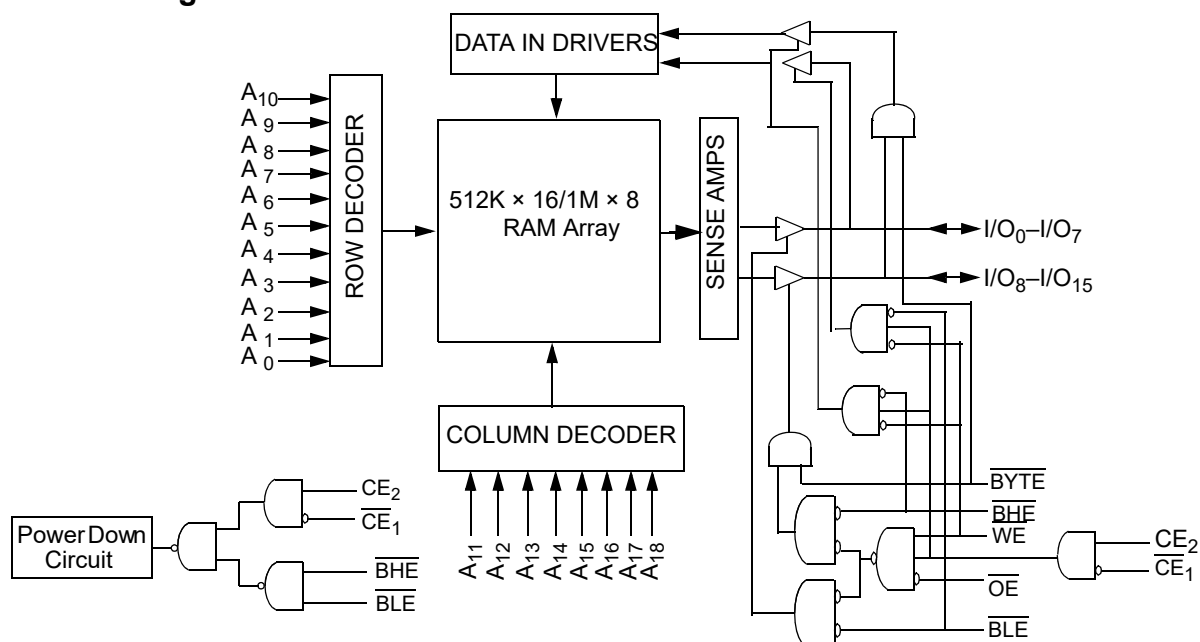 DATA IN DRIVERS
A10
A9
A8
A7
A6
A5
A4
A3
A2
A1
A0
ROW DECODER
512K × 16/1M × 8
RAM Array
SENSE AMPS
I/O0–I/O7
I/O8–I/O15
COLUMN DECODER
A11
A12
A13
A14
A15
A16
A17
A18
BYTE
BHE
WE
OE
BLE
CE2
CE1
Power Down
Circuit
CE2
CE1
BHE
BLE